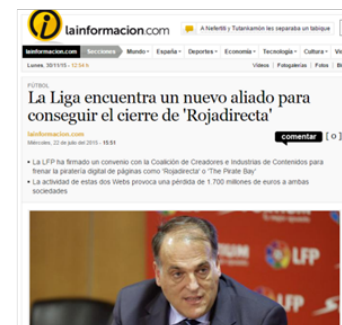 lainformacion.com
A Nefertiti y Tutankamón les separaba un tabique
lainformacion.com Secciones Mundo España Deportes Economía Tecnología Cultura
Lunes, 30/11/15 - 12:54 h
Vídeos | Fotogalerías | Fotos
FÚTBOL
La Liga encuentra un nuevo aliado para
conseguir el cierre de 'Rojadirecta'
lainformacion.com
Miércoles, 22 de julio del 2015 - 15:51
comentar [ 0 ]
La LFP ha firmado un convenio con la Coalición de Creadores e Industrias de Contenidos para
frenar la piratería digital de páginas como 'Rojadirecta' o 'The Pirate Bay'
La actividad de estas dos Webs provoca una pérdida de 1.700 millones de euros a ambas
sociedades
LFP
LFP